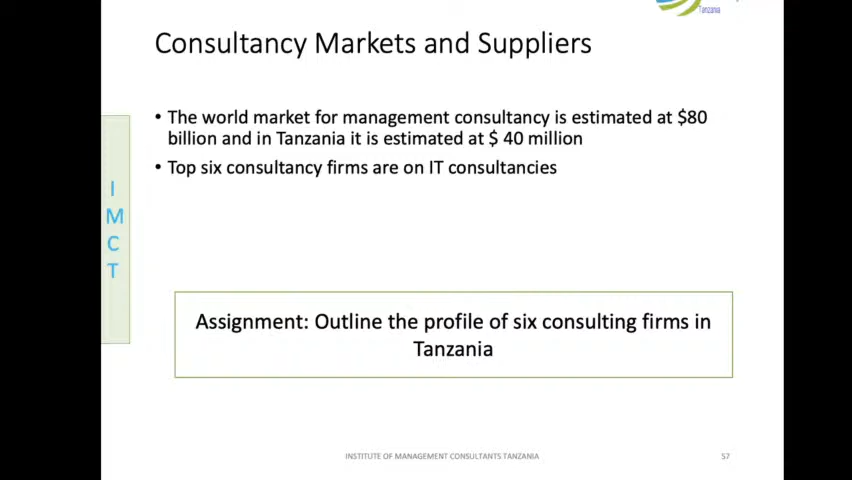 Tanzania
Consultancy Markets and Suppliers
• The world market for management consultancy is estimated at $80
billion and in Tanzania it is estimated at $ 40 million
• Top six consultancy firms are on IT consultancies
I
M
C
T
Assignment: Outline the profile of six consulting firms in
Tanzania
INSTITUTE OF MANAGEMENT CONSULTANTS TANZANIA
57